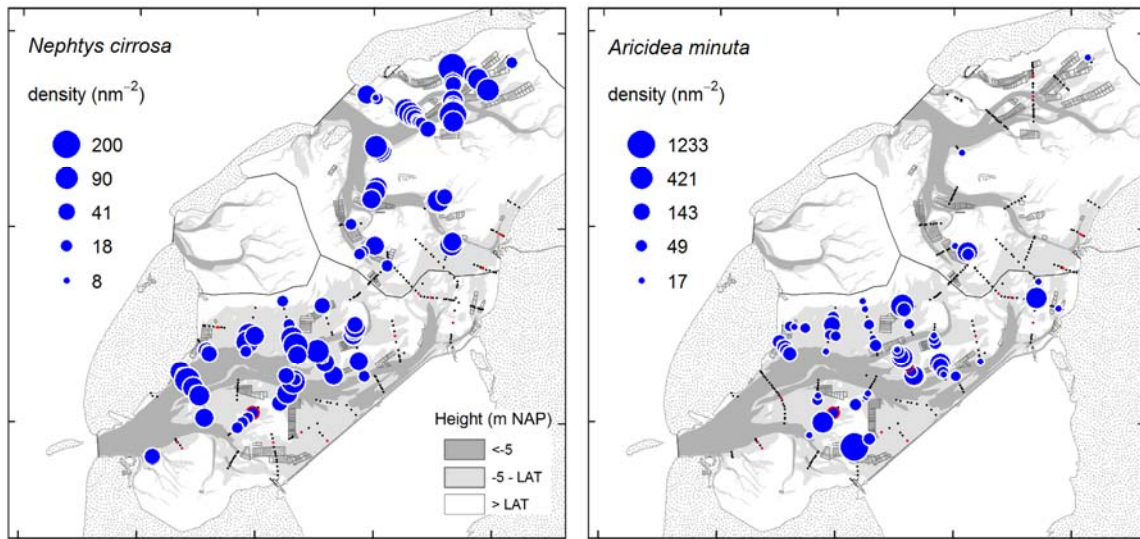 Nephtys cirrosa
density (nm⁻²)
200
90
41
18
8
Height (m NAP)
<-5
-5 - LAT
> LAT
Aricidea minuta
density (nm⁻²)
1233
421
143
49
17